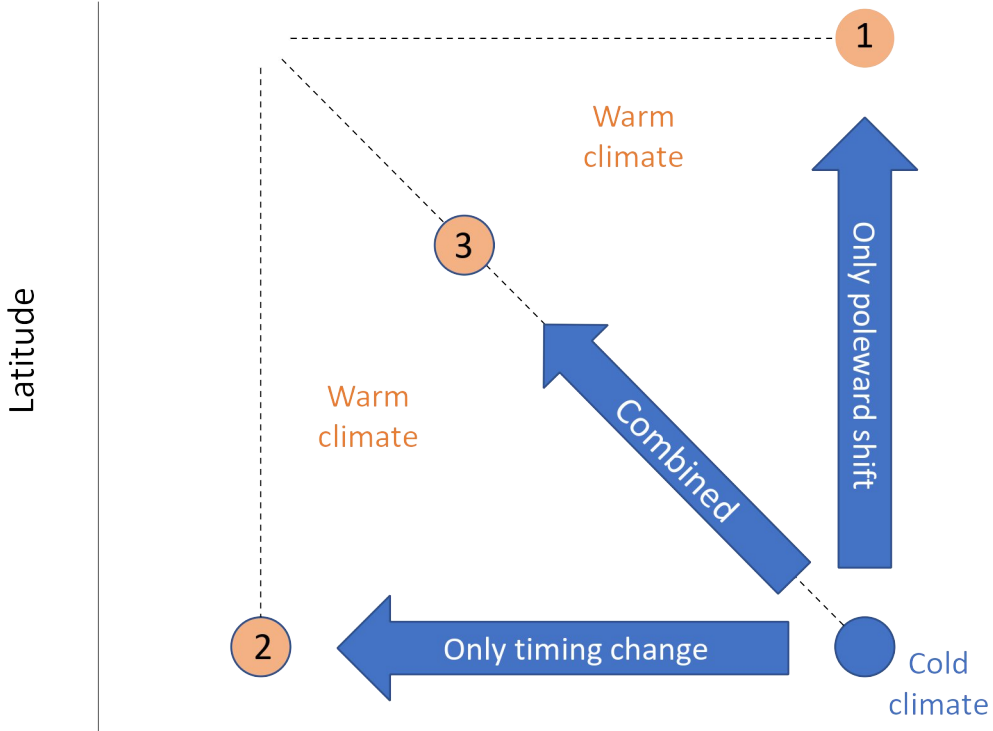 1
Warm
climate
Only poleward shift
3
Latitude
Warm
climate
Combined
2
Only timing change
Cold
climate